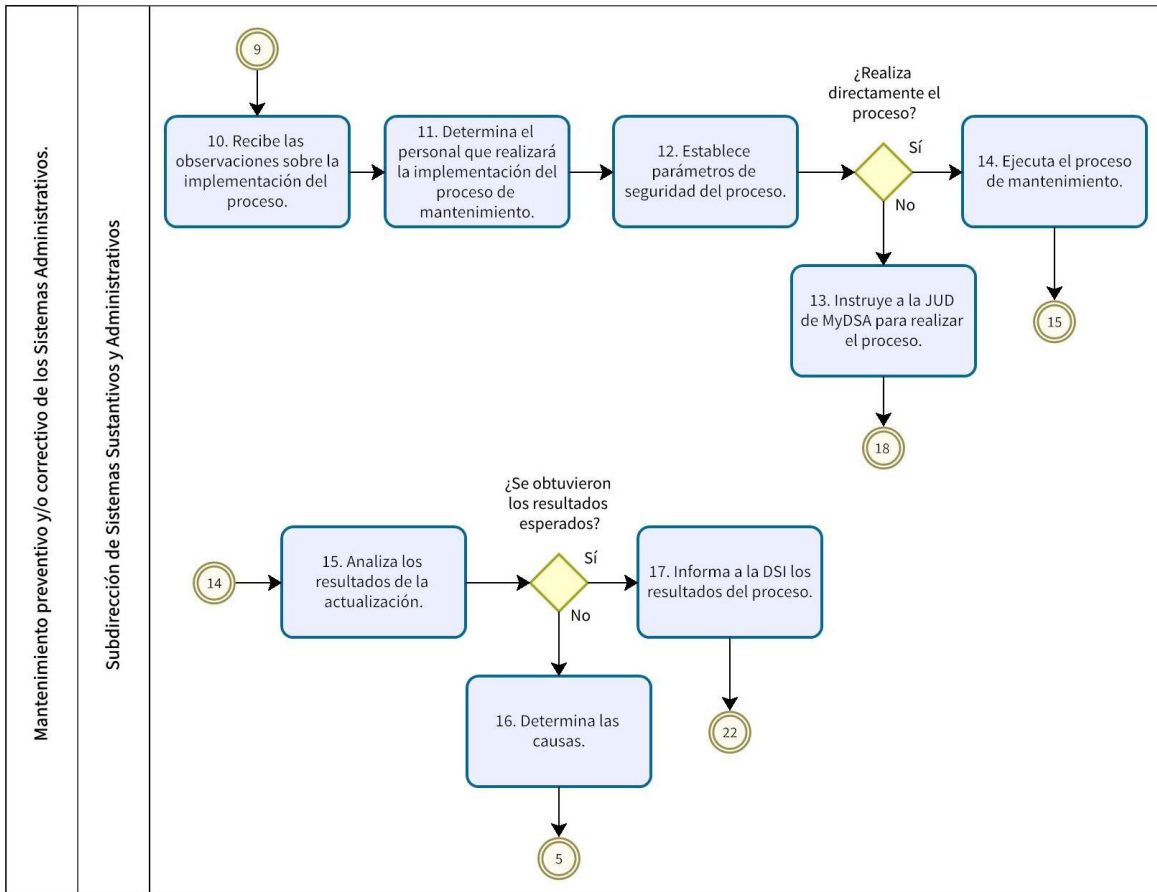 Mantenimiento preventivo y/o correctivo de los Sistemas Administrativos.
Subdirección de Sistemas Sustantivos y Administrativos
9
10. Recibe las
observaciones sobre la
implementación del
proceso.
11. Determina el
personal que realizará
la implementación del
proceso de
mantenimiento.
12. Establece
parámetros de
seguridad del proceso.
¿Realiza
directamente el
proceso?
Sí
No
14. Ejecuta el proceso
de mantenimiento.
15
13. Instruye a la JUD
de MyDSA para realizar
el proceso.
18
14
15. Analiza los
resultados de la
actualización.
¿Se obtuvieron
los resultados
esperados?
Sí
No
17. Informa a la DSI los
resultados del proceso.
22
16. Determina las
causas.
5